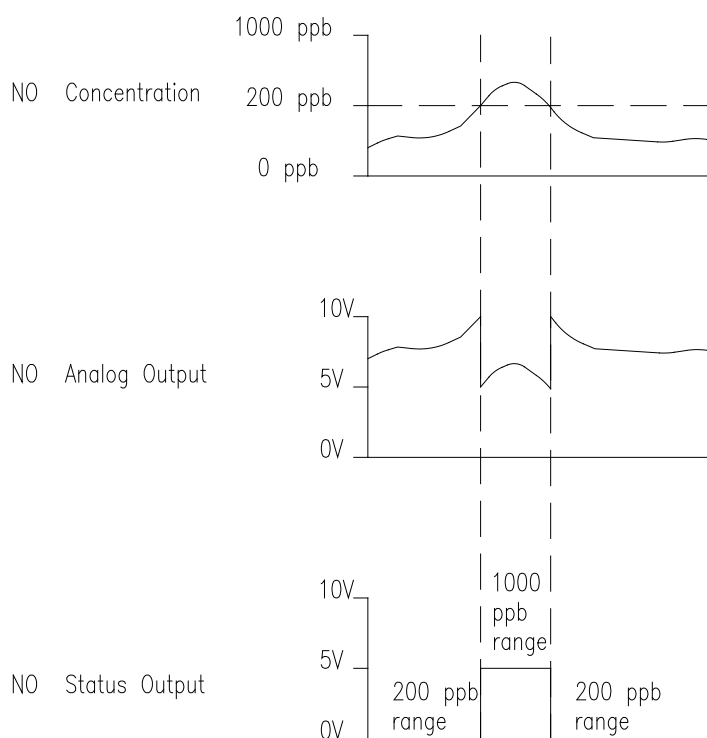 1000 ppb
NO Concentration
200 ppb
0 ppb
10V
NO Analog Output
5V
0V
10V
1000
ppb
range
5V
NO Status Output
200 ppb
range
200 ppb
range
0V